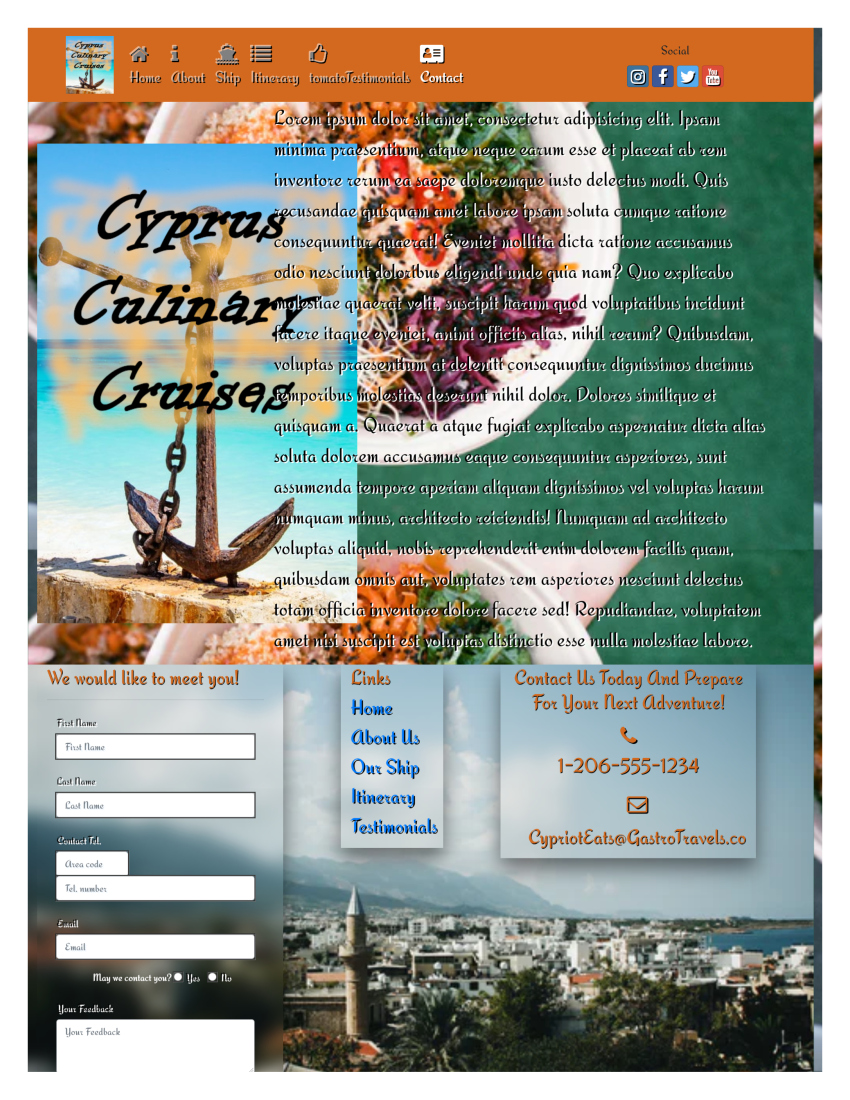 Cyprus
Culinary
Cruises
Home About Ship Itinerary tomatoTestimonials Contact
Social
You
Tube
Lorem ipsum dolor sit amet, consectetur adipisicing elit. Ipsam
minima praesentium, atque neque earum esse et placeat ab rem
inventore rerum ea saepe doloremque iusto delectus modi. Quis
recusandae quisquam amet labore ipsam soluta cumque ratione
consequuntur quaerat! Eveniet mollitia dicta ratione accusamus
odio nesciunt doloribus eligendi unde quia nam? Quo explicabo
molestiae quaerat velit, suscipit harum quod voluptatibus incidunt
facere itaque eveniet, animi officiis alias, nihil rerum? Quibusdam,
voluptas praesentium at deleniti consequuntur dignissimos ducimus
temporibus molestias deserunt nihil dolor. Dolores similique et
quisquam a. Quaerat a atque fugiat explicabo aspernatur dicta alias
soluta dolorem accusamus eaque consequuntur asperiores, sunt
assumenda tempore aperiam aliquam dignissimos vel voluptas harum
numquam minus, architecto reiciendis! Numquam ad architecto
voluptas aliquid, nobis reprehenderit enim dolorem facilis quam,
quibusdam omnis aut, voluptates rem asperiores nesciunt delectus
totam officia inventore dolore facere sed! Repudiandae, voluptatem
amet nisi suscipit est voluptas distinctio esse nulla molestiae labore.
Cyprus
Culinary
Cruises
We would like to meet you!
First Name
First Name
Last Name
Last Name
Contact Tel.
Area code
Tel. number
Email
Email
May we contact you? Yes No
Your Feedback
Your Feedback
Links
Home
About Us
Our Ship
Itinerary
Testimonials
Contact Us Today And Prepare
For Your Next Adventure!
1-206-555-1234
CypriotEats@GastroTravels.co